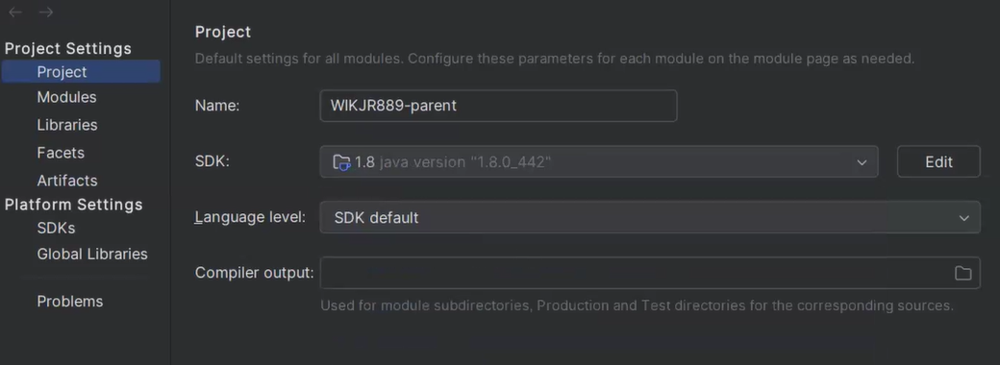 Project Settings
Project
Modules
Libraries
Facets
Artifacts
Platform Settings
SDKs
Global Libraries
Problems
Project
Default settings for all modules. Configure these parameters for each module on the module page as needed.
Name: WIKJR889-parent
SDK: 1.8 java version "1.8.0_442" Edit
Language level: SDK default
Compiler output:
Used for module subdirectories, Production and Test directories for the corresponding sources.